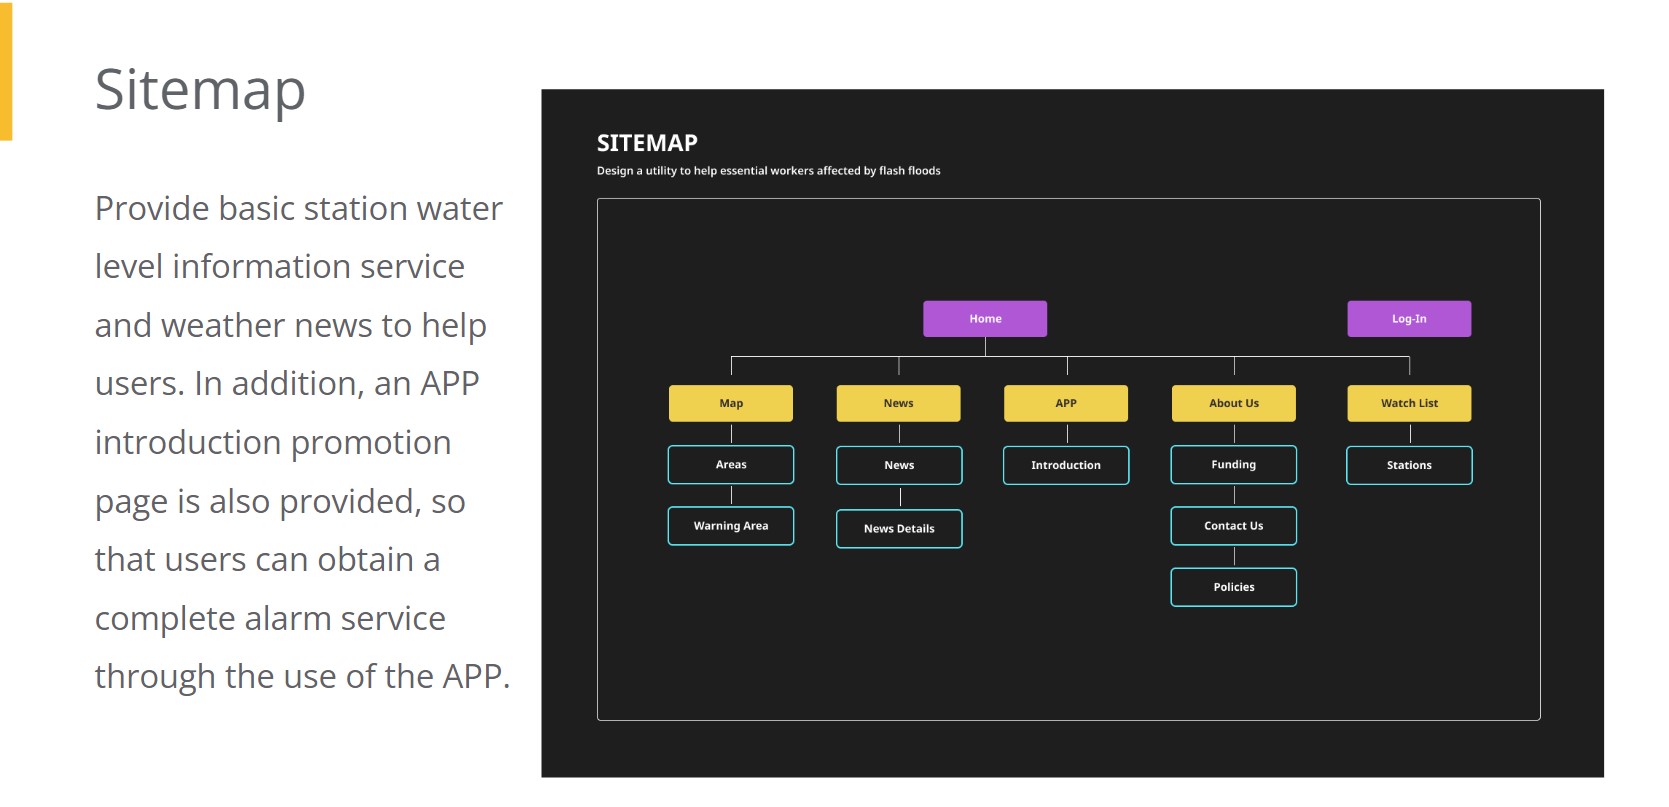 Sitemap
Provide basic station water
level information service
and weather news to help
users. In addition, an APP
introduction promotion
page is also provided, so
that users can obtain a
complete alarm service
through the use of the APP.
SITEMAP
Design a utility to help essential workers affected by flash floods
Home
Log-In
Map
News
APP
About Us
Watch List
Areas
News
Introduction
Funding
Stations
Warning Area
News Details
Contact Us
Policies